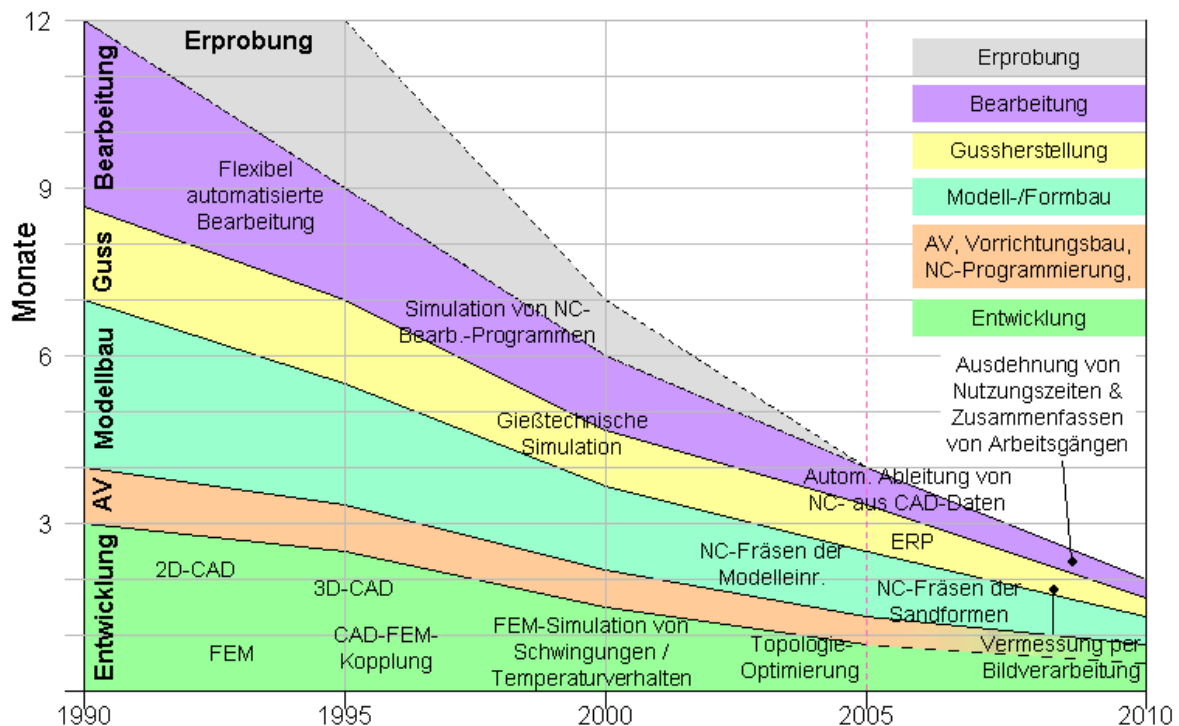 12
9
6
3
Monate
Bearbeitung
Guss
Modellbau
AV
Entwicklung
Erprobung
Flexibel
automatisierte
Bearbeitung
Simulation von NC-
Bearb.-Programmen
Gießtechnische
Simulation
Autom. Ableitung von
NC- aus CAD-Daten
ERP
NC-Fräsen der
Modelleinr.
NC-Fräsen der
Sandformen
2D-CAD
3D-CAD
FEM
CAD-FEM-
Kopplung
FEM-Simulation von
Schwingungen /
Temperaturverhalten
Topologie-
Optimierung
Vermessung per
Bildverarbeitung
Erprobung
Bearbeitung
Gussherstellung
Modell-/Formbau
AV, Vorrichtungsbau,
NC-Programmierung,
Entwicklung
Ausdehnung von
Nutzungszeiten &
Zusammenfassen
von Arbeitsgängen
1990
1995
2000
2005
2010